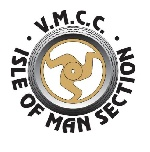 · V.M.C.C. ·
ISLE OF MAN SECTION